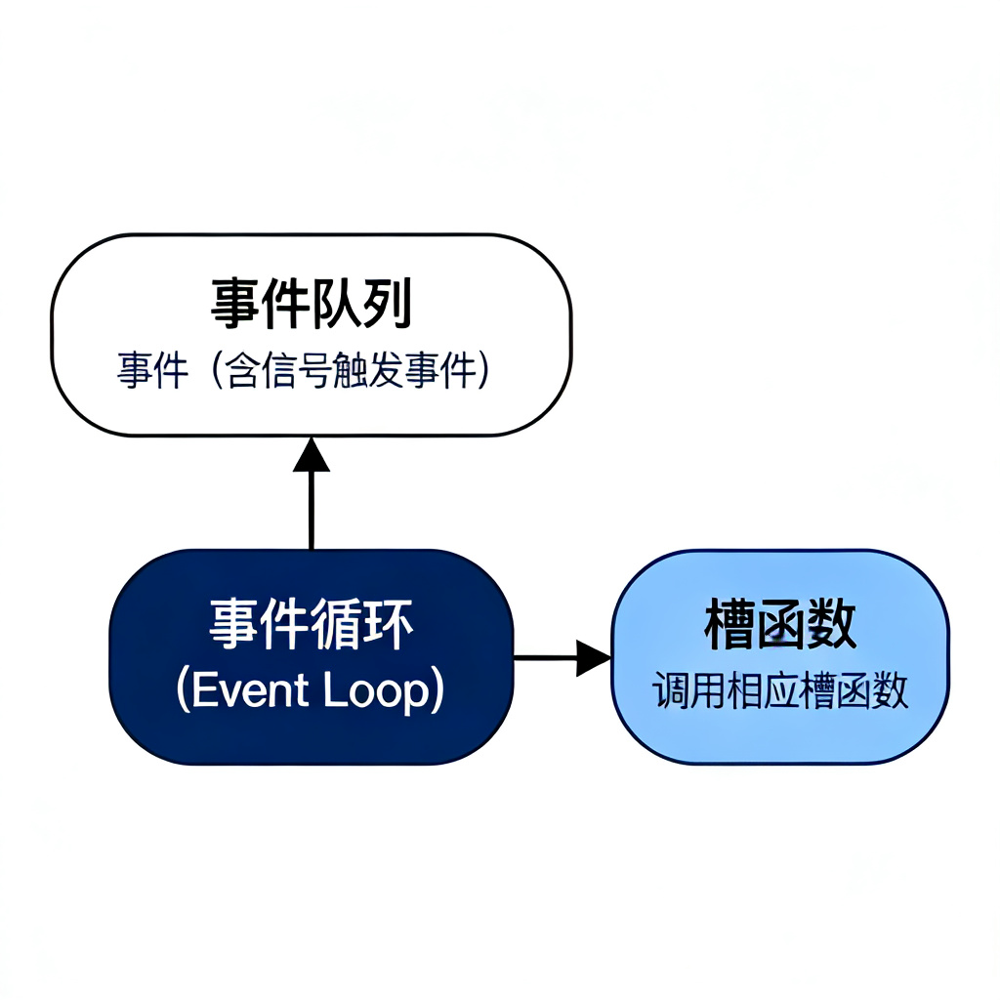 事件队列
事件（含信号触发事件）
事件循环
(Event Loop)
槽函数
调用相应槽函数